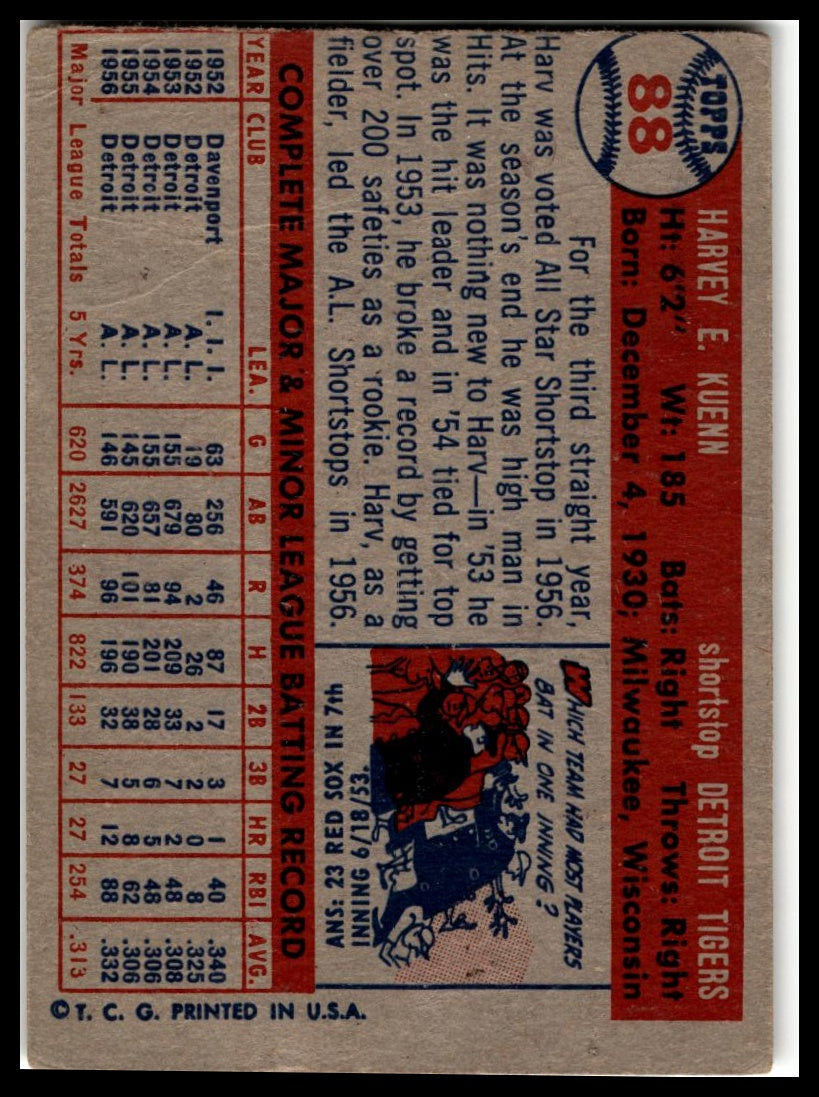 TOPPS
88
HARVEY E. KUENN shortstop DETROIT TIGERS
Ht: 6'2" Wt: 185 Bats: Right Throws: Right
Born: December 4, 1930; Milwaukee, Wisconsin
For the third straight year,
Harv was voted All Star Shortstop in 1956.
At the season's end he was high man in
Hits. It was nothing new to Harv—in '53 he
was the hit leader and in '54 tied for top
spot. In 1953, he broke a record by getting
over 200 safeties as a rookie. Harv, as a
fielder, led the A.L. Shortstops in 1956.
WHICH TEAM HAD MOST PLAYERS
BAT IN ONE INNING?
ANS: 23 RED SOX IN 7th
INNING 6/18/53.
COMPLETE MAJOR & MINOR LEAGUE BATTING RECORD
YEAR CLUB LEA. G AB R H 2B 3B HR RBI AVG.
1952 Davenport I. I. I. 63 256 46 87 17 3 1 40 .340
1952 Detroit A. L. 19 80 2 26 2 2 0 8 .325
1953 Detroit A. L. 155 679 94 209 33 7 2 48 .308
1954 Detroit A. L. 155 657 81 201 28 6 5 48 .306
1955 Detroit A. L. 145 620 101 190 38 5 8 62 .306
1956 Detroit A. L. 146 591 96 196 32 7 12 88 .332
Major League Totals 5 Yrs. 620 2627 374 822 133 27 27 254 .313
© T. C. G. PRINTED IN U.S.A.